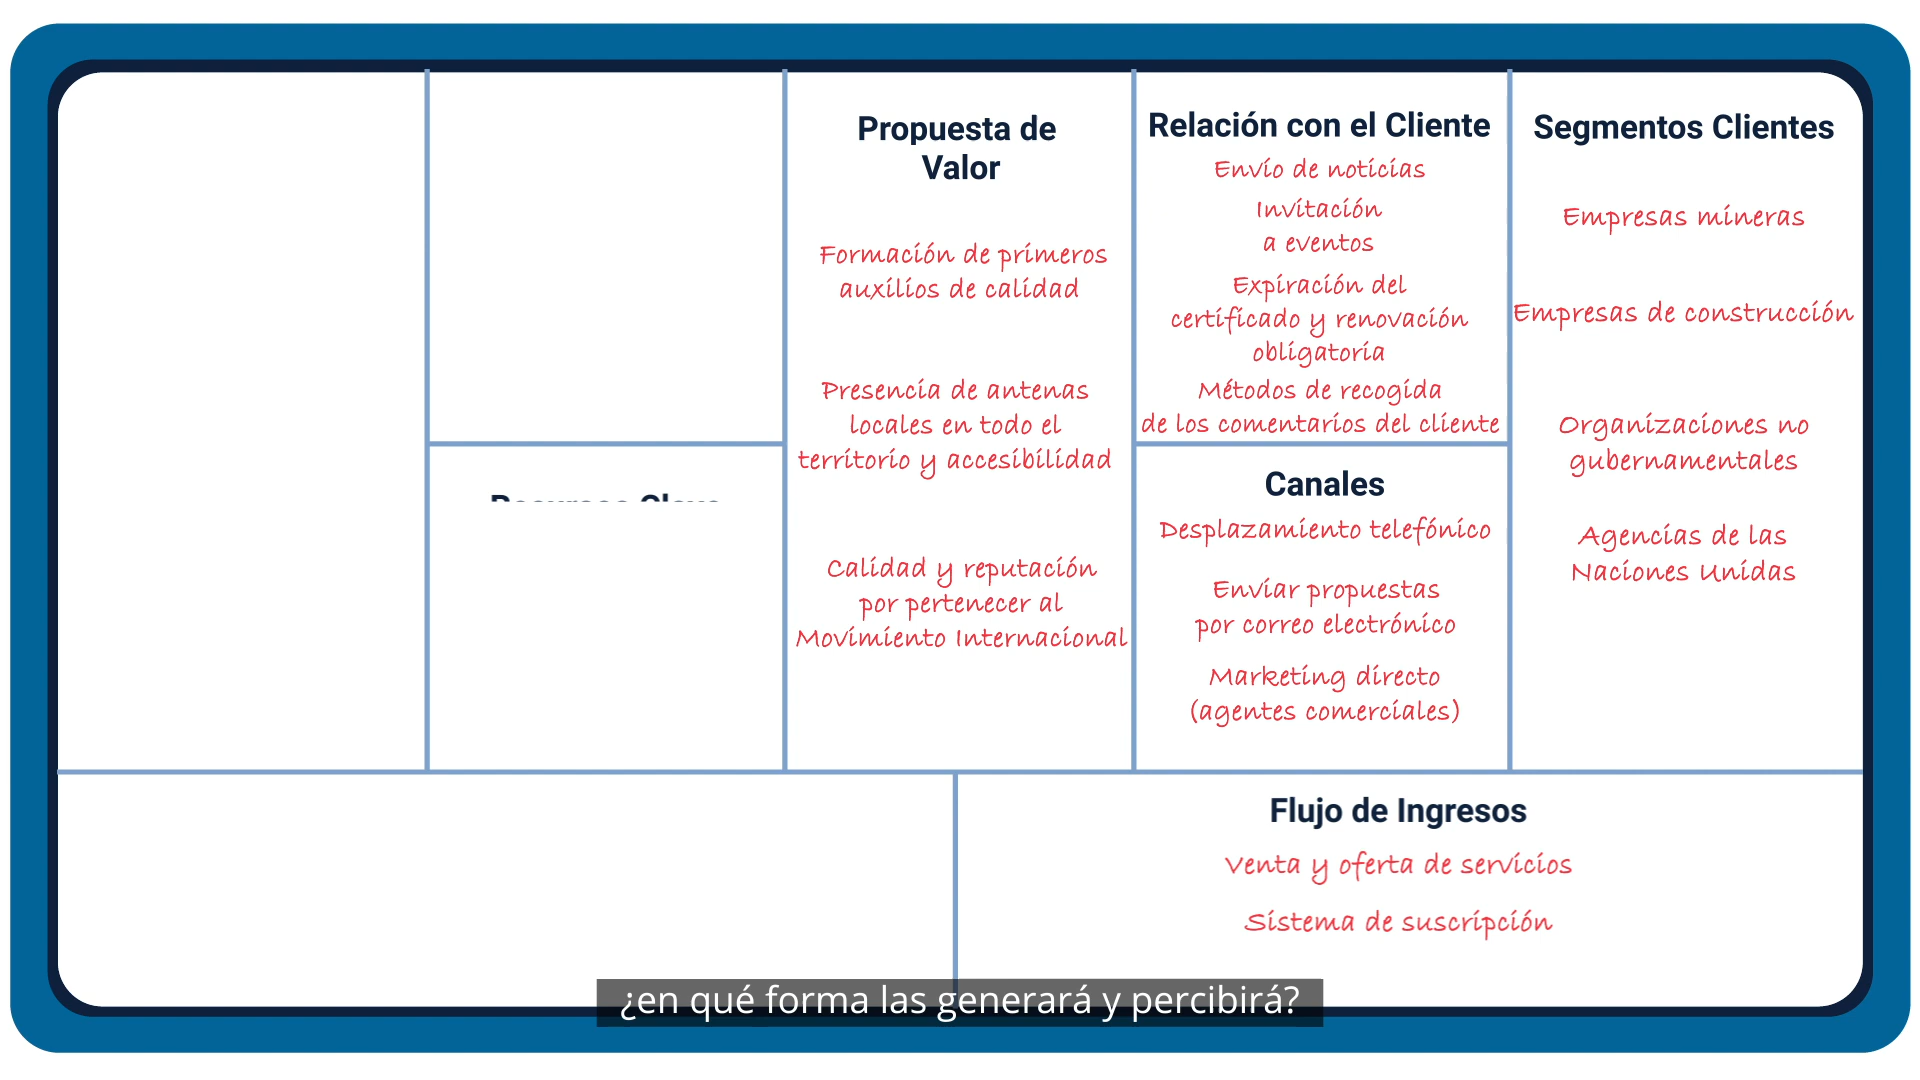 Propuesta de
Valor
Formación de primeros
auxilios de calidad
Presencia de antenas
locales en todo el
territorio y accesibilidad
Calidad y reputación
por pertenecer al
Movimiento Internacional
Relación con el Cliente
Envío de noticias
Invitación
a eventos
Expiración del
certificado y renovación
obligatoria
Métodos de recogida
de los comentarios del cliente
Canales
Desplazamiento telefónico
Enviar propuestas
por correo electrónico
Marketing directo
(agentes comerciales)
Segmentos Clientes
Empresas mineras
Empresas de construcción
Organizaciones no
gubernamentales
Agencias de las
Naciones Unidas
Flujo de Ingresos
Venta y oferta de servicios
Sistema de suscripción
¿en qué forma las generará y percibirá?